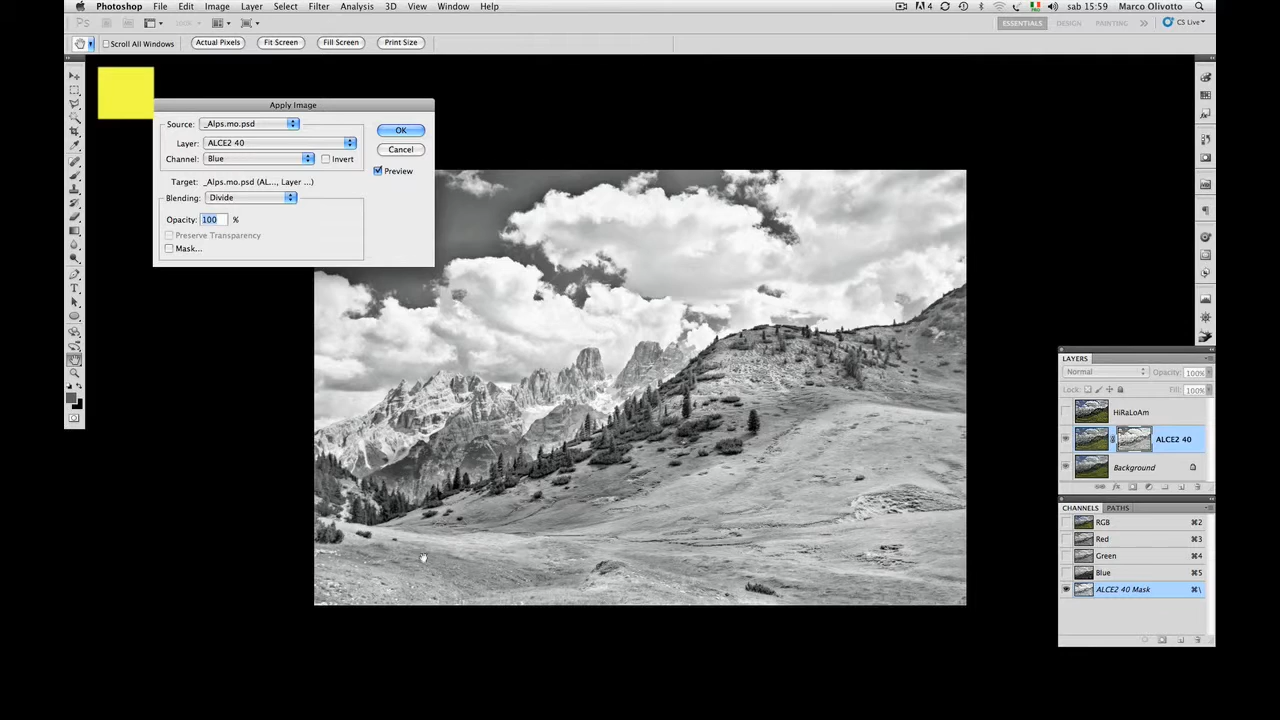 Photoshop File Edit Image Layer Select Filter Analysis 3D View Window Help 4 sab 15:59 Marco Olivotto
Ps 100% ESSENTIALS DESIGN PAINTING CS Live
Scroll All Windows Actual Pixels Fit Screen Fill Screen Print Size
Apply Image
Source: _Alps.mo.psd
OK
Layer: ALCE2 40
Cancel
Channel: Blue Invert
Preview
Target: _Alps.mo.psd (AL..., Layer ...)
Blending: Divide
Opacity: 100 %
Preserve Transparency
Mask...
LAYERS
Normal Opacity: 100%
Lock: Fill: 100%
HiRaLoAm
ALCE2 40
Background
CHANNELS PATHS
RGB ⌘2
Red ⌘3
Green ⌘4
Blue ⌘5
ALCE2 40 Mask ⌘\